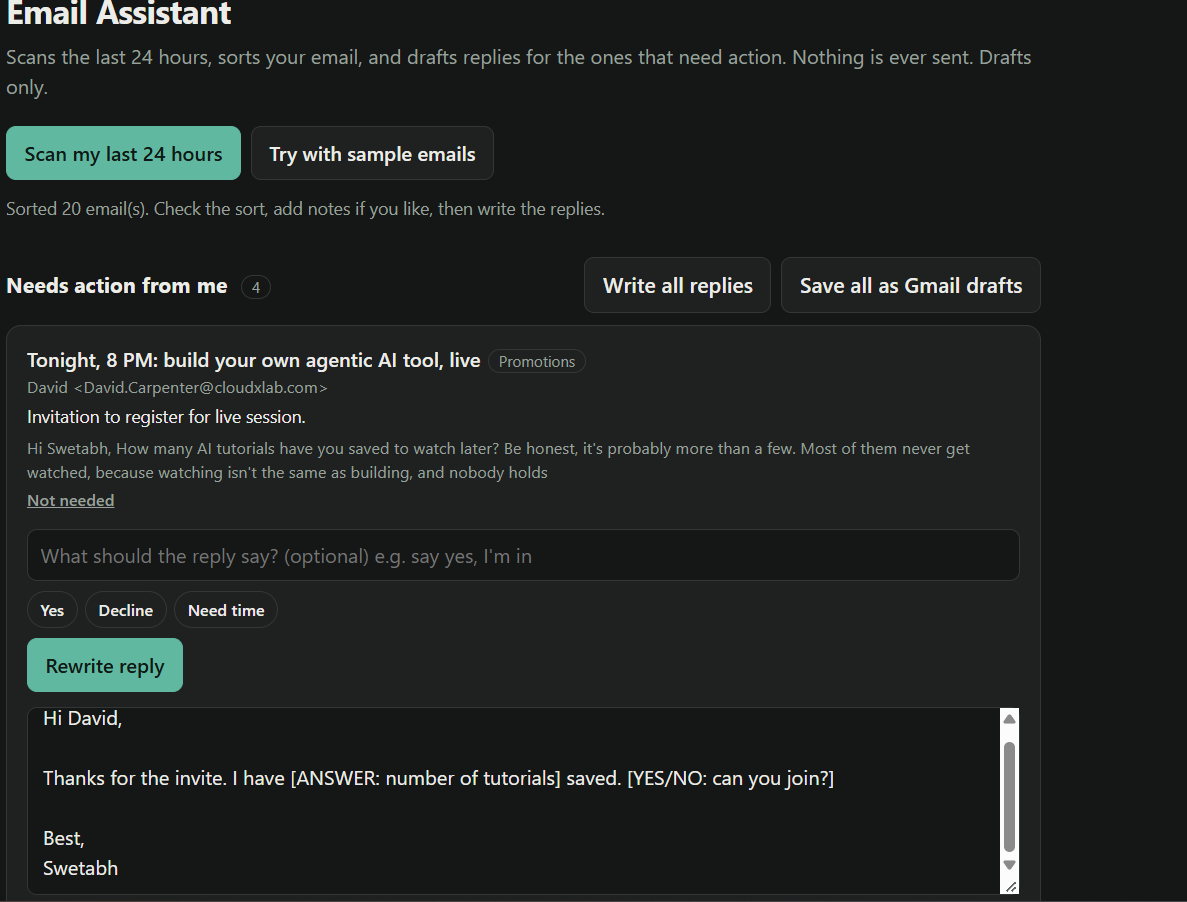 Email Assistant
Scans the last 24 hours, sorts your email, and drafts replies for the ones that need action. Nothing is ever sent. Drafts
only.
Scan my last 24 hours
Try with sample emails
Sorted 20 email(s). Check the sort, add notes if you like, then write the replies.
Needs action from me 4
Write all replies
Save all as Gmail drafts
Tonight, 8 PM: build your own agentic AI tool, live Promotions
David <David.Carpenter@cloudxlab.com>
Invitation to register for live session.
Hi Swetabh, How many AI tutorials have you saved to watch later? Be honest, it's probably more than a few. Most of them never get
watched, because watching isn't the same as building, and nobody holds
Not needed
What should the reply say? (optional) e.g. say yes, I'm in
Yes
Decline
Need time
Rewrite reply
Hi David,
Thanks for the invite. I have [ANSWER: number of tutorials] saved. [YES/NO: can you join?]
Best,
Swetabh